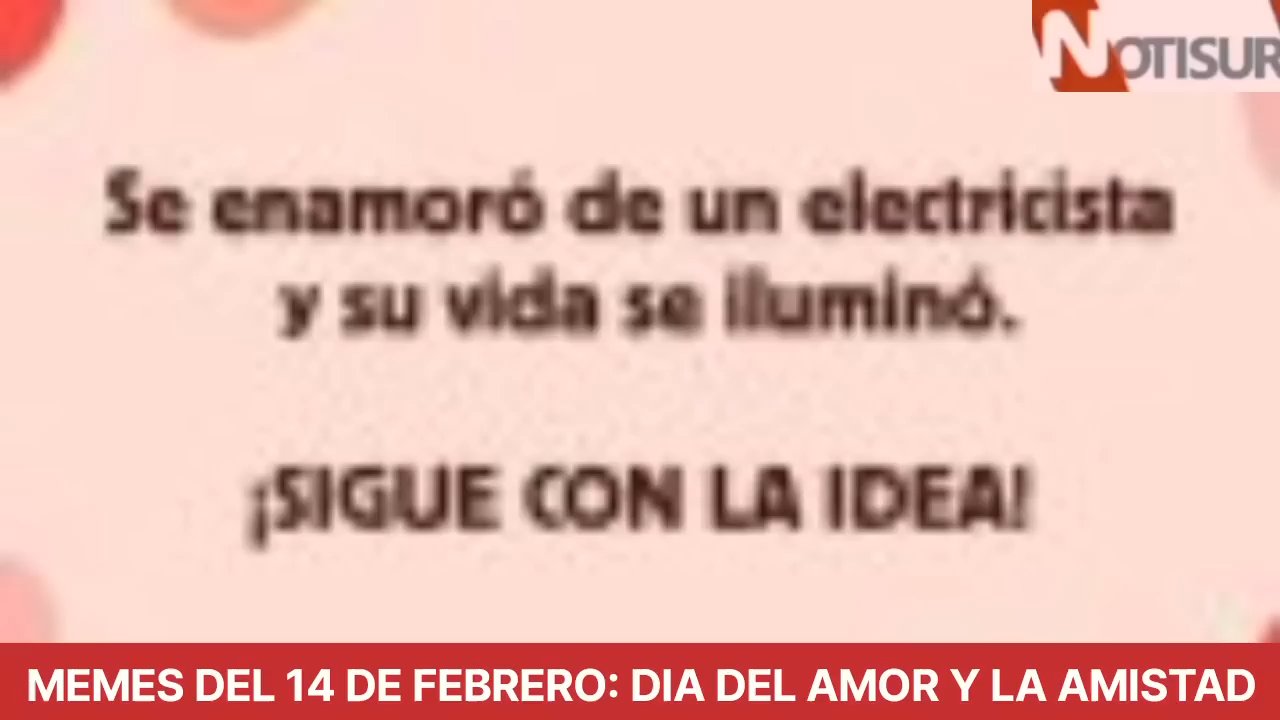 NOTISUR
Se enamoró de un electricista
y su vida se iluminó.
¡SIGUE CON LA IDEA!
MEMES DEL 14 DE FEBRERO: DIA DEL AMOR Y LA AMISTAD